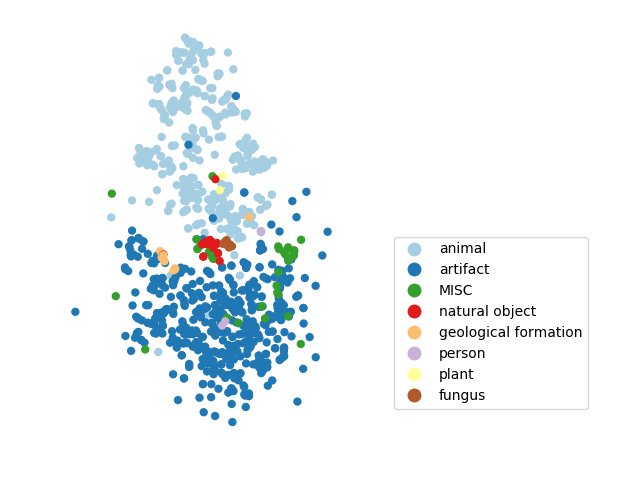 animal
artifact
MISC
natural object
geological formation
person
plant
fungus